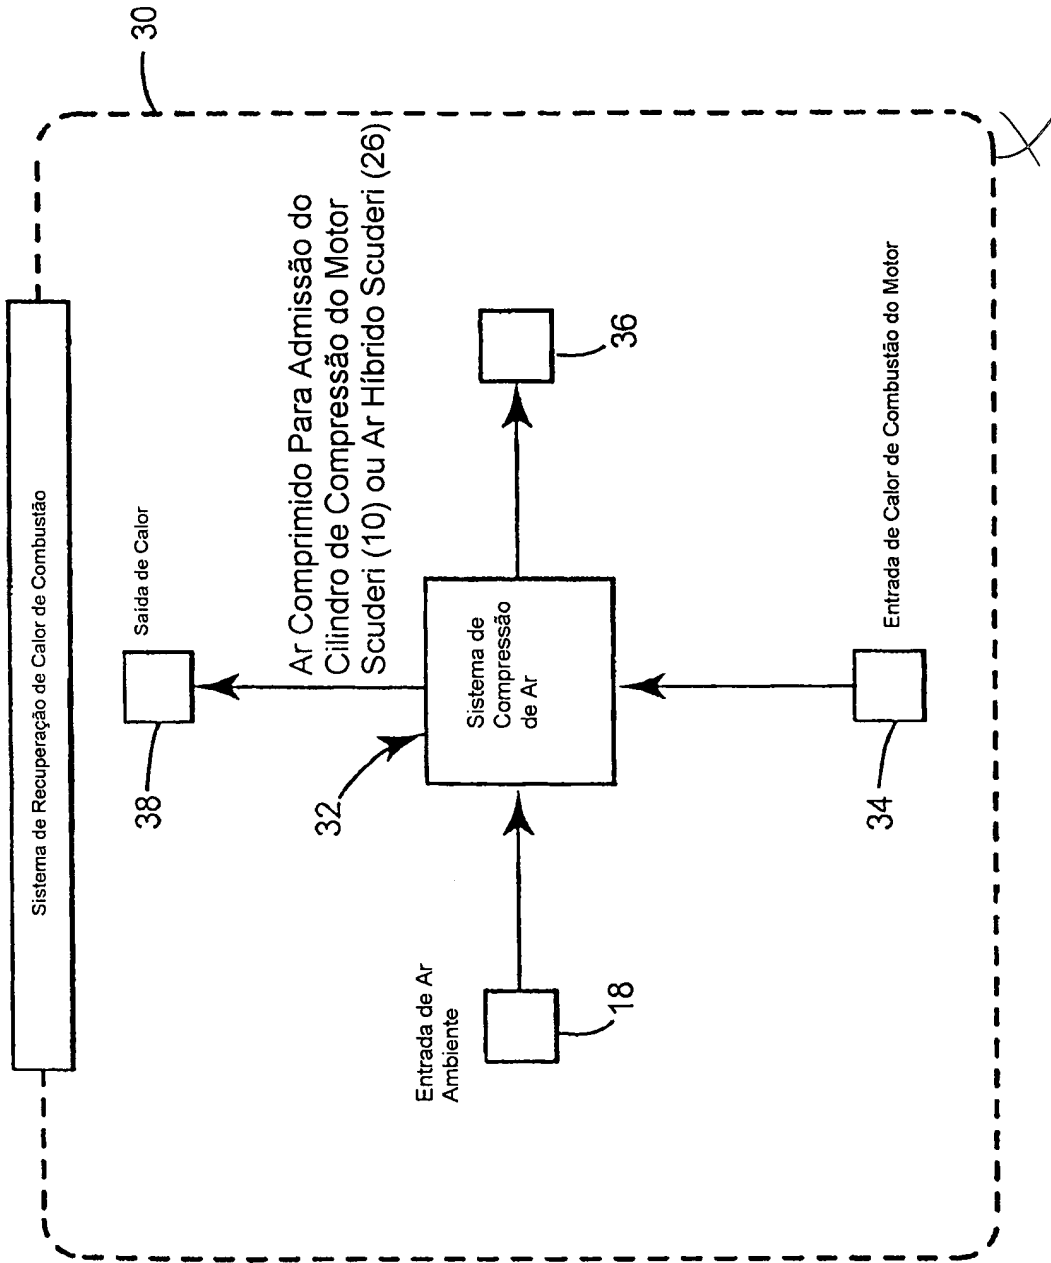 Sistema de Recuperação de Calor de Combustão
30
38
Saída de Calor
Ar Comprimido Para Admissão do
Cilindro de Compressão do Motor
Scuderi (10) ou Ar Híbrido Scuderi (26)
32
Entrada de Ar
Ambiente
18
Sistema de
Compressão
de Ar
36
34
Entrada de Calor de Combustão do Motor